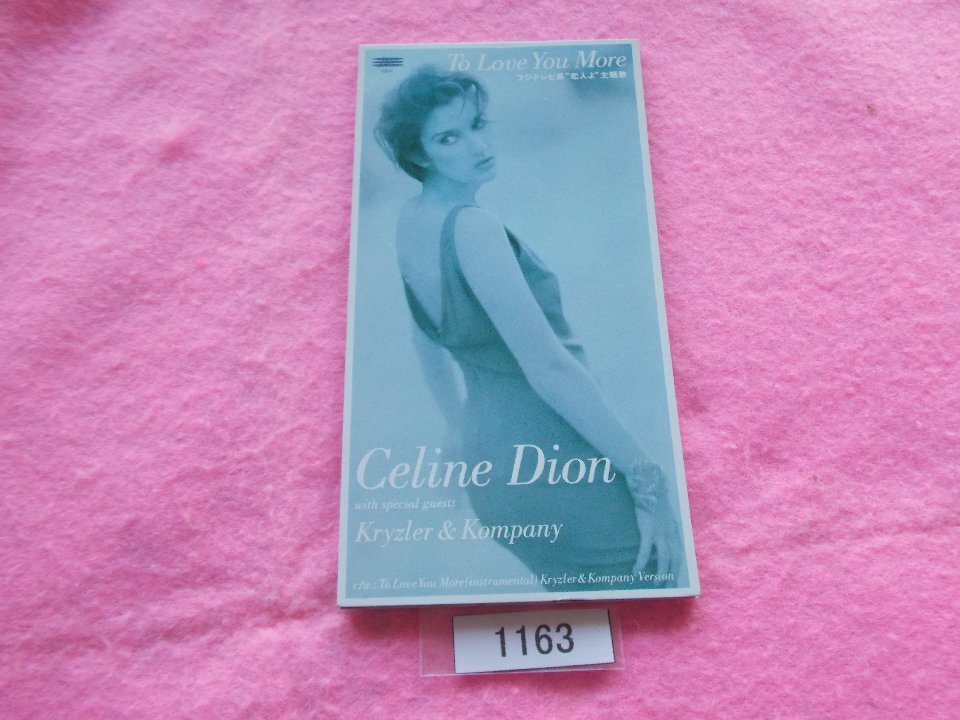 To Love You More
フジテレビ系"恋人よ"主題歌
epic
Celine Dion
with special guests
Kryzler & Kompany
c/w : To Love You More (instrumental) Kryzler & Kompany Version
1163